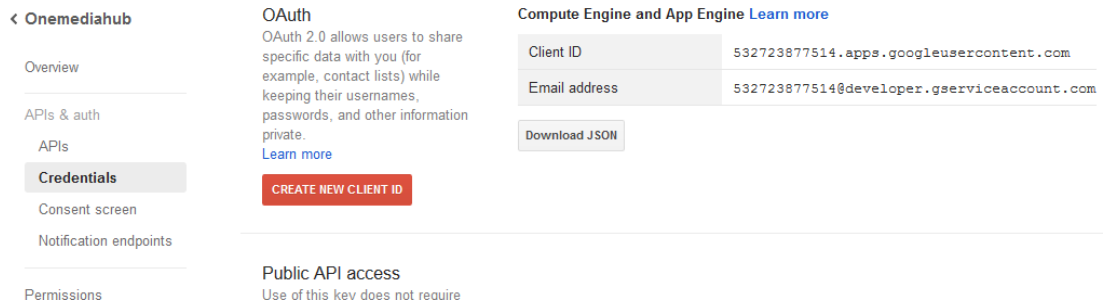 < Onemediahub
Overview
APIs & auth
APIs
Credentials
Consent screen
Notification endpoints
Permissions
OAuth
OAuth 2.0 allows users to share
specific data with you (for
example, contact lists) while
keeping their usernames,
passwords, and other information
private.
Learn more
CREATE NEW CLIENT ID
Compute Engine and App Engine Learn more
Client ID 532723877514.apps.googleusercontent.com
Email address 532723877514@developer.gserviceaccount.com
Download JSON
Public API access
Use of this key does not require